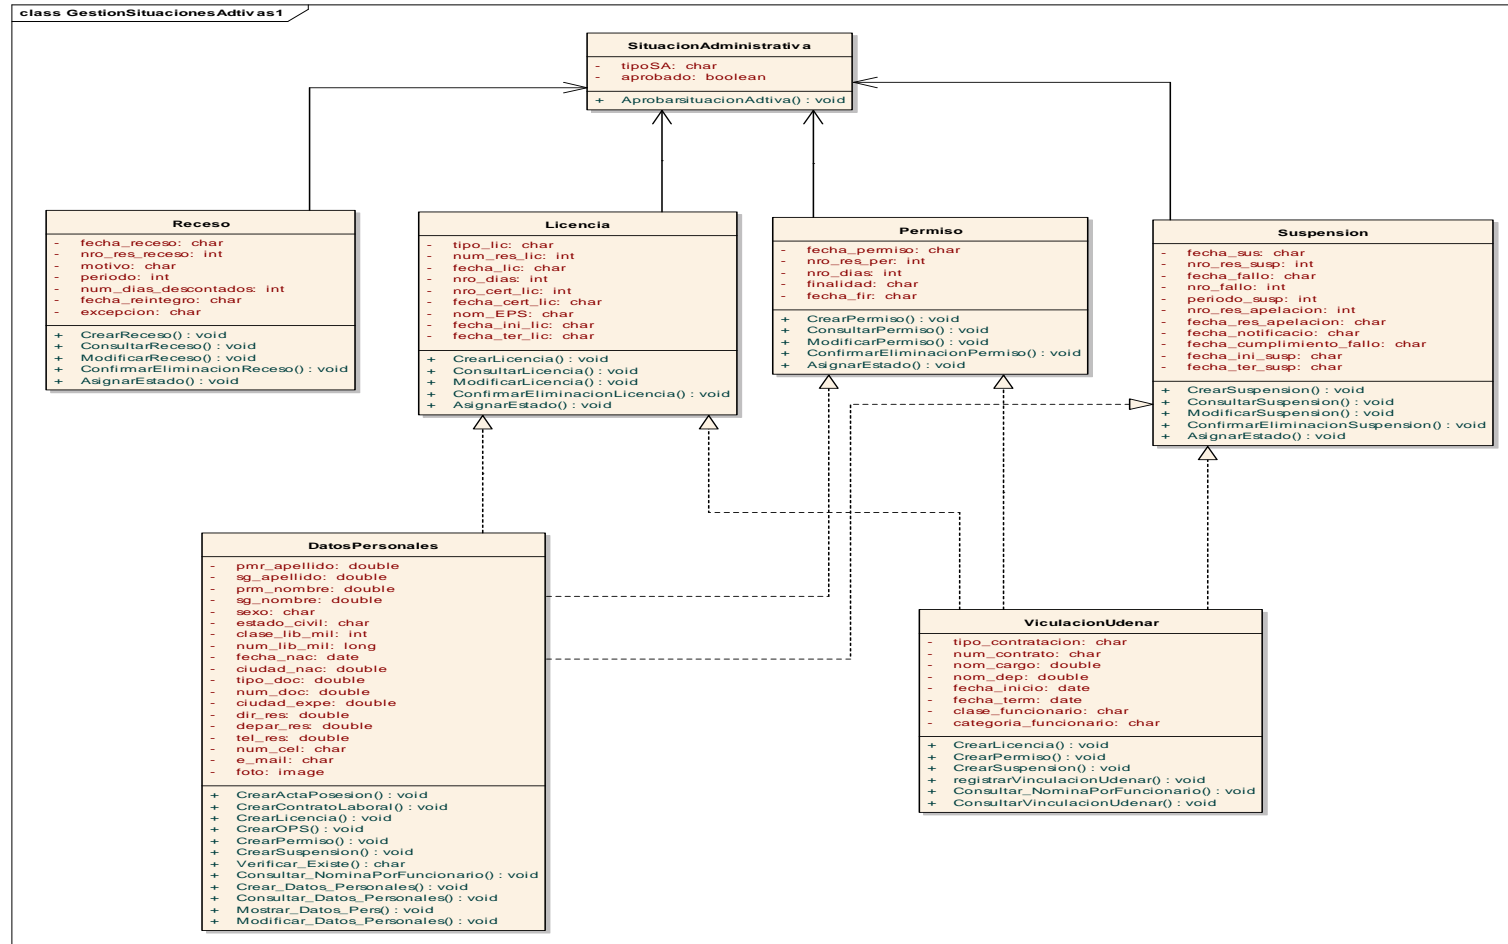 class GestionSituacionesAdtivas1
SituacionAdministrativa
- tipoSA: char
- aprobado: boolean
+ AprobarsituacionAdtiva() : void
Receso
- fecha_receso: char
- nro_res_receso: int
- motivo: char
- periodo: int
- num_dias_descontados: int
- fecha_reintegro: char
- excepcion: char
+ CrearReceso() : void
+ ConsultarReceso() : void
+ ModificarReceso() : void
+ ConfirmarEliminacionReceso() : void
+ AsignarEstado() : void
Licencia
- tipo_lic: char
- num_res_lic: int
- fecha_lic: char
- nro_dias: int
- nro_cert_lic: int
- fecha_cert_lic: char
- nom_EPS: char
- fecha_ini_lic: char
- fecha_ter_lic: char
+ CrearLicencia() : void
+ ConsultarLicencia() : void
+ ModificarLicencia() : void
+ ConfirmarEliminacionLicencia() : void
+ AsignarEstado() : void
Permiso
- fecha_permiso: char
- nro_res_per: int
- nro_dias: int
- finalidad: char
- fecha_fir: char
+ CrearPermiso() : void
+ ConsultarPermiso() : void
+ ModificarPermiso() : void
+ ConfirmarEliminacionPermiso() : void
+ AsignarEstado() : void
Suspension
- fecha_sus: char
- nro_res_susp: int
- fecha_fallo: char
- nro_fallo: int
- periodo_susp: int
- nro_res_apelacion: int
- fecha_res_apelacion: char
- fecha_notificacio: char
- fecha_cumplimiento_fallo: char
- fecha_ini_susp: char
- fecha_ter_susp: char
+ CrearSuspension() : void
+ ConsultarSuspension() : void
+ ModificarSuspension() : void
+ ConfirmarEliminacionSuspension() : void
+ AsignarEstado() : void
DatosPersonales
- pmr_apellido: double
- sg_apellido: double
- prm_nombre: double
- sg_nombre: double
- sexo: char
- estado_civil: char
- clase_lib_mil: int
- num_lib_mil: long
- fecha_nac: date
- ciudad_nac: double
- tipo_doc: double
- num_doc: double
- ciudad_expe: double
- dir_res: double
- depar_res: double
- tel_res: double
- num_cel: char
- e_mail: char
- foto: image
+ CrearActaPosesion() : void
+ CrearContratoLaboral() : void
+ CrearLicencia() : void
+ CrearOPS() : void
+ CrearPermiso() : void
+ CrearSuspension() : void
+ Verificar_Existe() : char
+ Consultar_NominaPorFuncionario() : void
+ Crear_Datos_Personales() : void
+ Consultar_Datos_Personales() : void
+ Mostrar_Datos_Pers() : void
+ Modificar_Datos_Personales() : void
ViculacionUdenar
- tipo_contratacion: char
- num_contrato: char
- nom_cargo: double
- nom_dep: double
- fecha_inicio: date
- fecha_term: date
- clase_funcionario: char
- categoria_funcionario: char
+ CrearLicencia() : void
+ CrearPermiso() : void
+ CrearSuspension() : void
+ registrarVinculacionUdenar() : void
+ Consultar_NominaPorFuncionario() : void
+ ConsultarVinculacionUdenar() : void